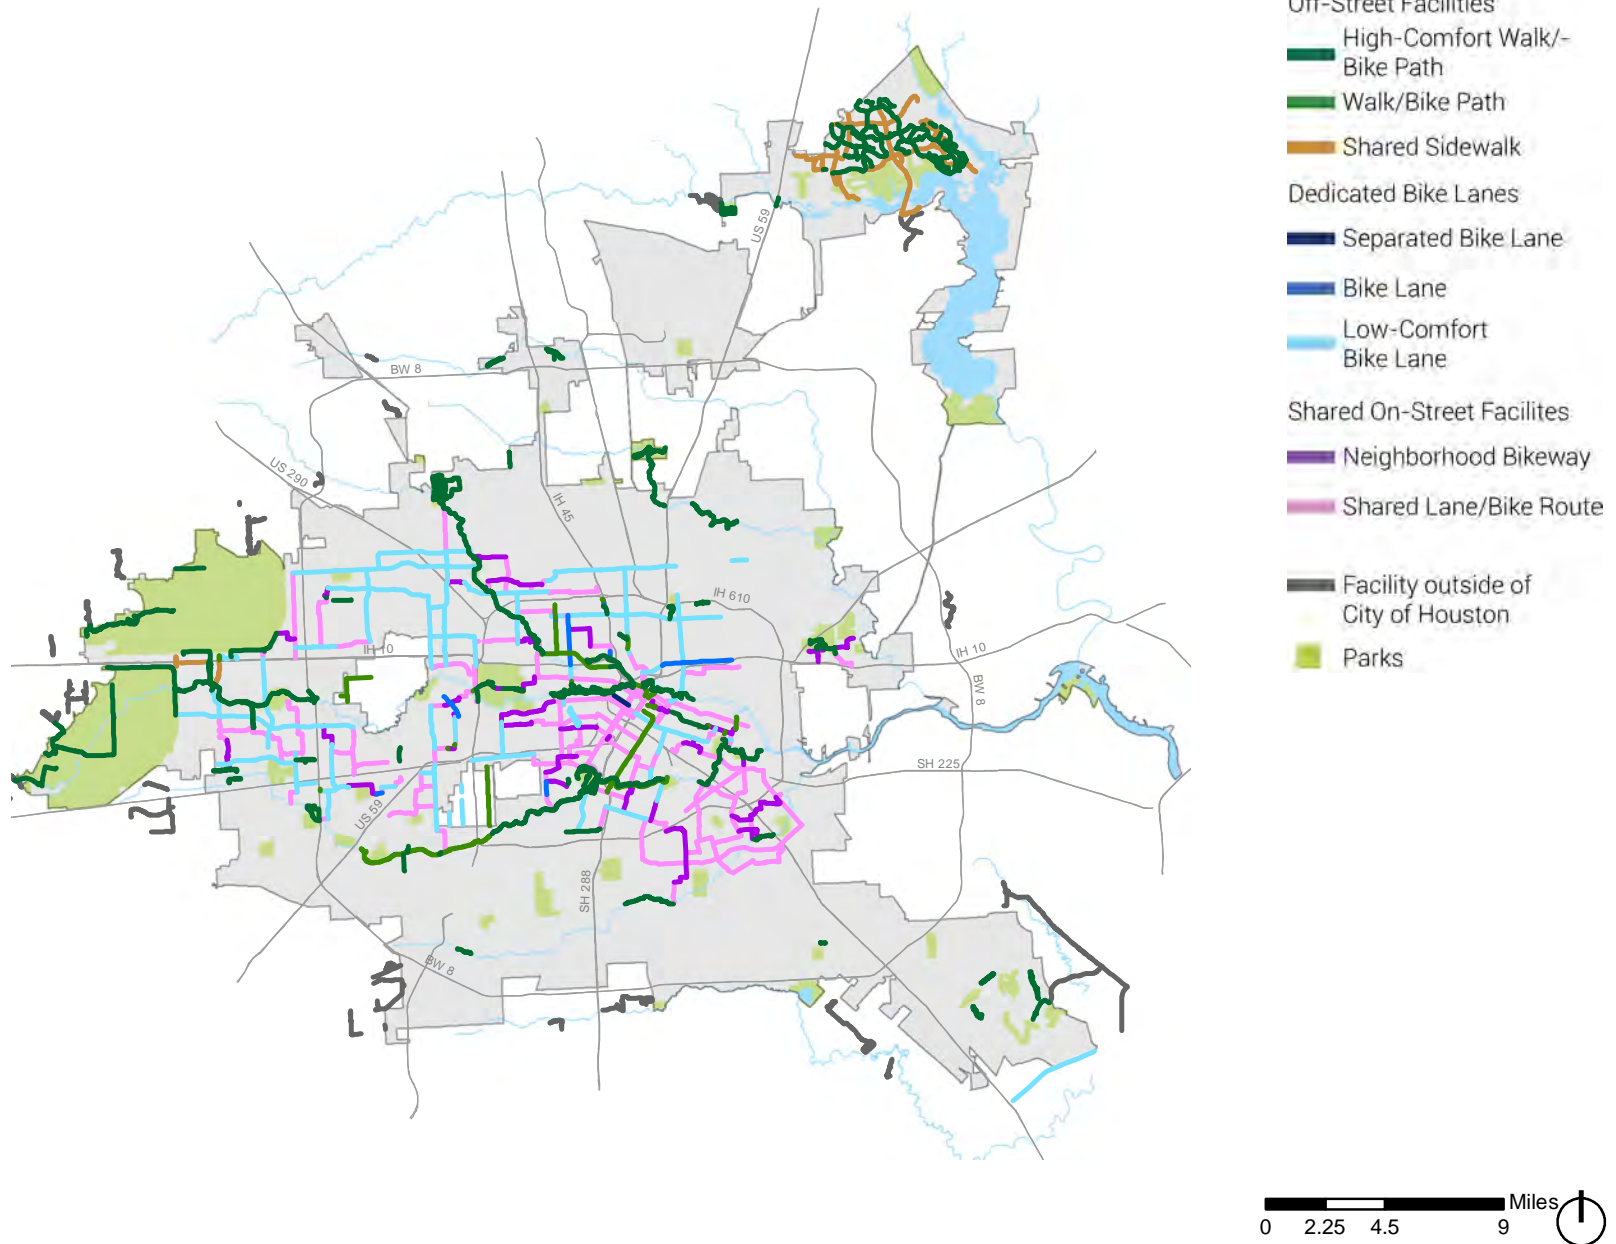 Off-Street Facilities
High-Comfort Walk/-
Bike Path
Walk/Bike Path
Shared Sidewalk
Dedicated Bike Lanes
Separated Bike Lane
Bike Lane
Low-Comfort
Bike Lane
Shared On-Street Facilites
Neighborhood Bikeway
Shared Lane/Bike Route
Facility outside of
City of Houston
Parks
US 59
BW 8
US 290
IH 45
IH 610
IH 10
IH 10
BW 8
SH 225
US 59
SH 288
BW 8
Miles
0 2.25 4.5 9